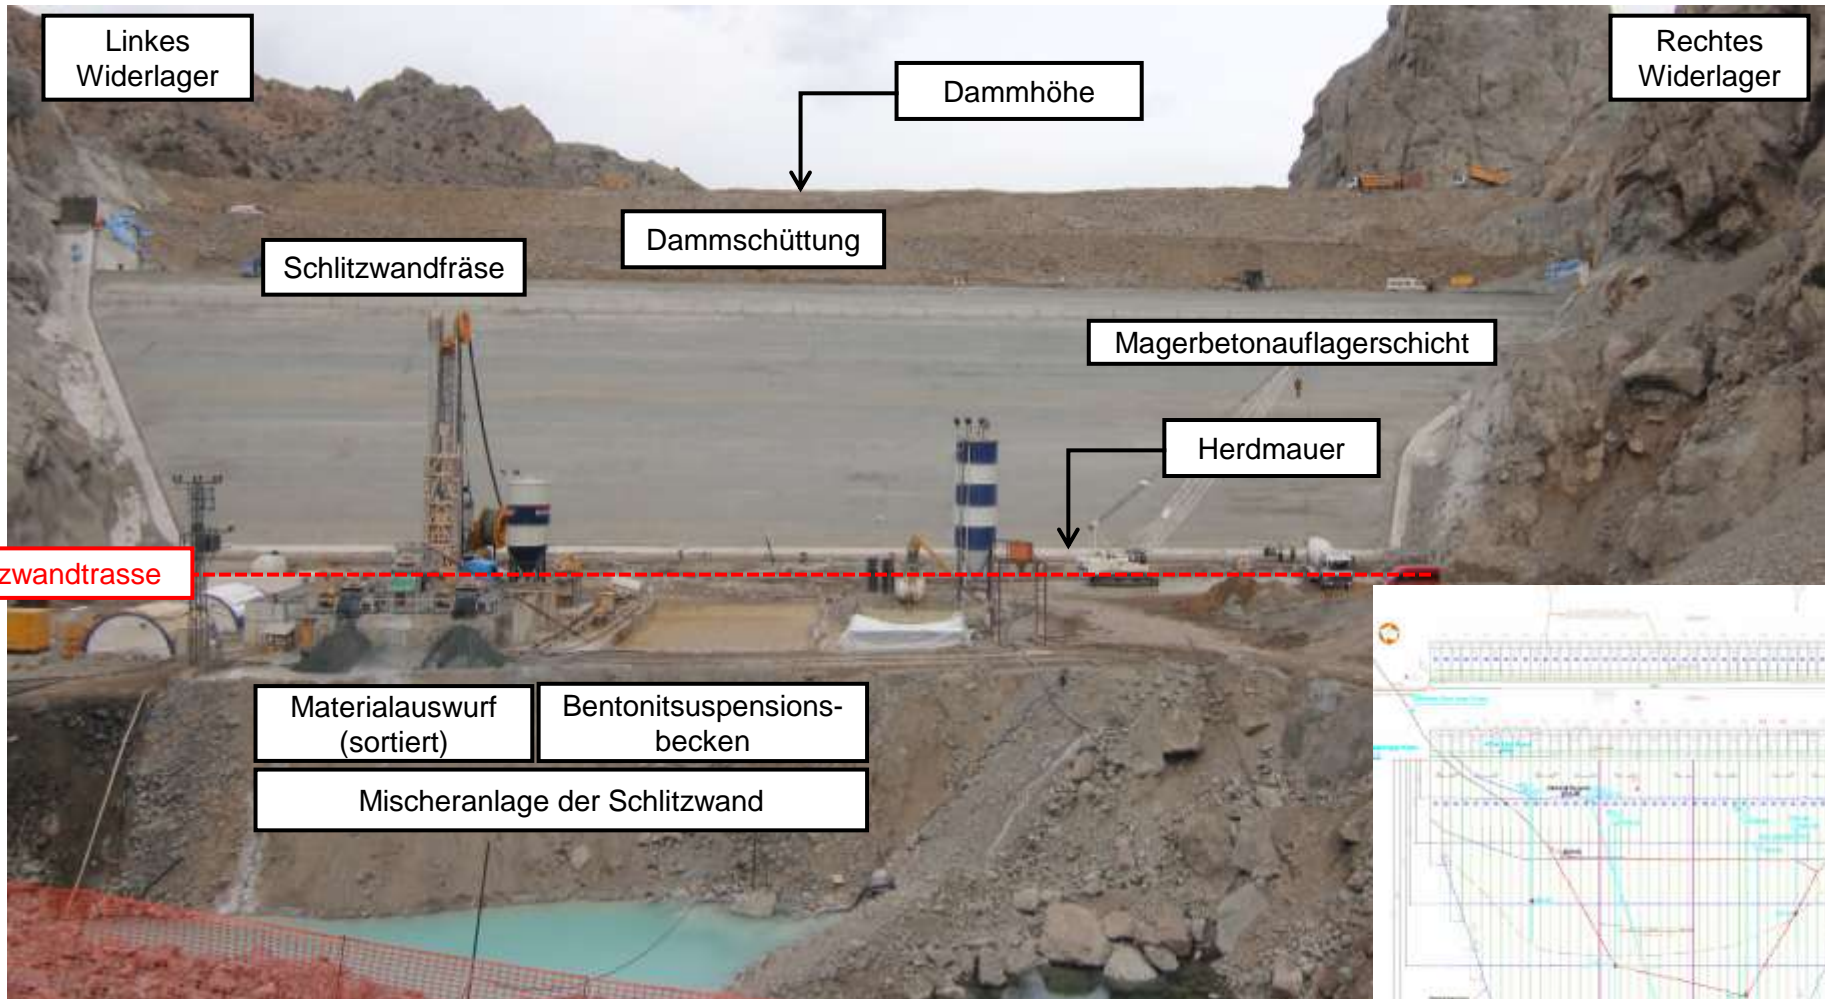 Linkes
Widerlager
Rechtes
Widerlager
Dammhöhe
Dammschüttung
Schlitzwandfräse
Magerbetonauflagerschicht
Herdmauer
zwandtrasse
Materialauswurf
(sortiert)
Bentonitsuspensions-
becken
Mischeranlage der Schlitzwand